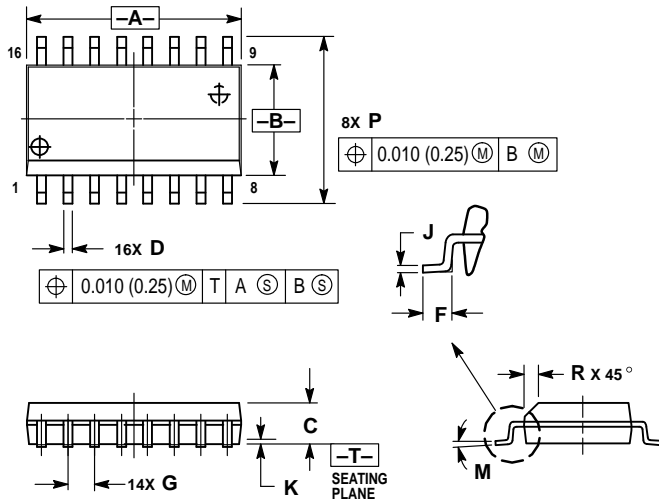 –A–
16
9
–B–
8X P
⌖ 0.010 (0.25) Ⓜ B Ⓜ
1
8
16X D
J
⌖ 0.010 (0.25) Ⓜ T A Ⓢ B Ⓢ
F
R X 45°
C
–T–
M
14X G
K
SEATING
PLANE